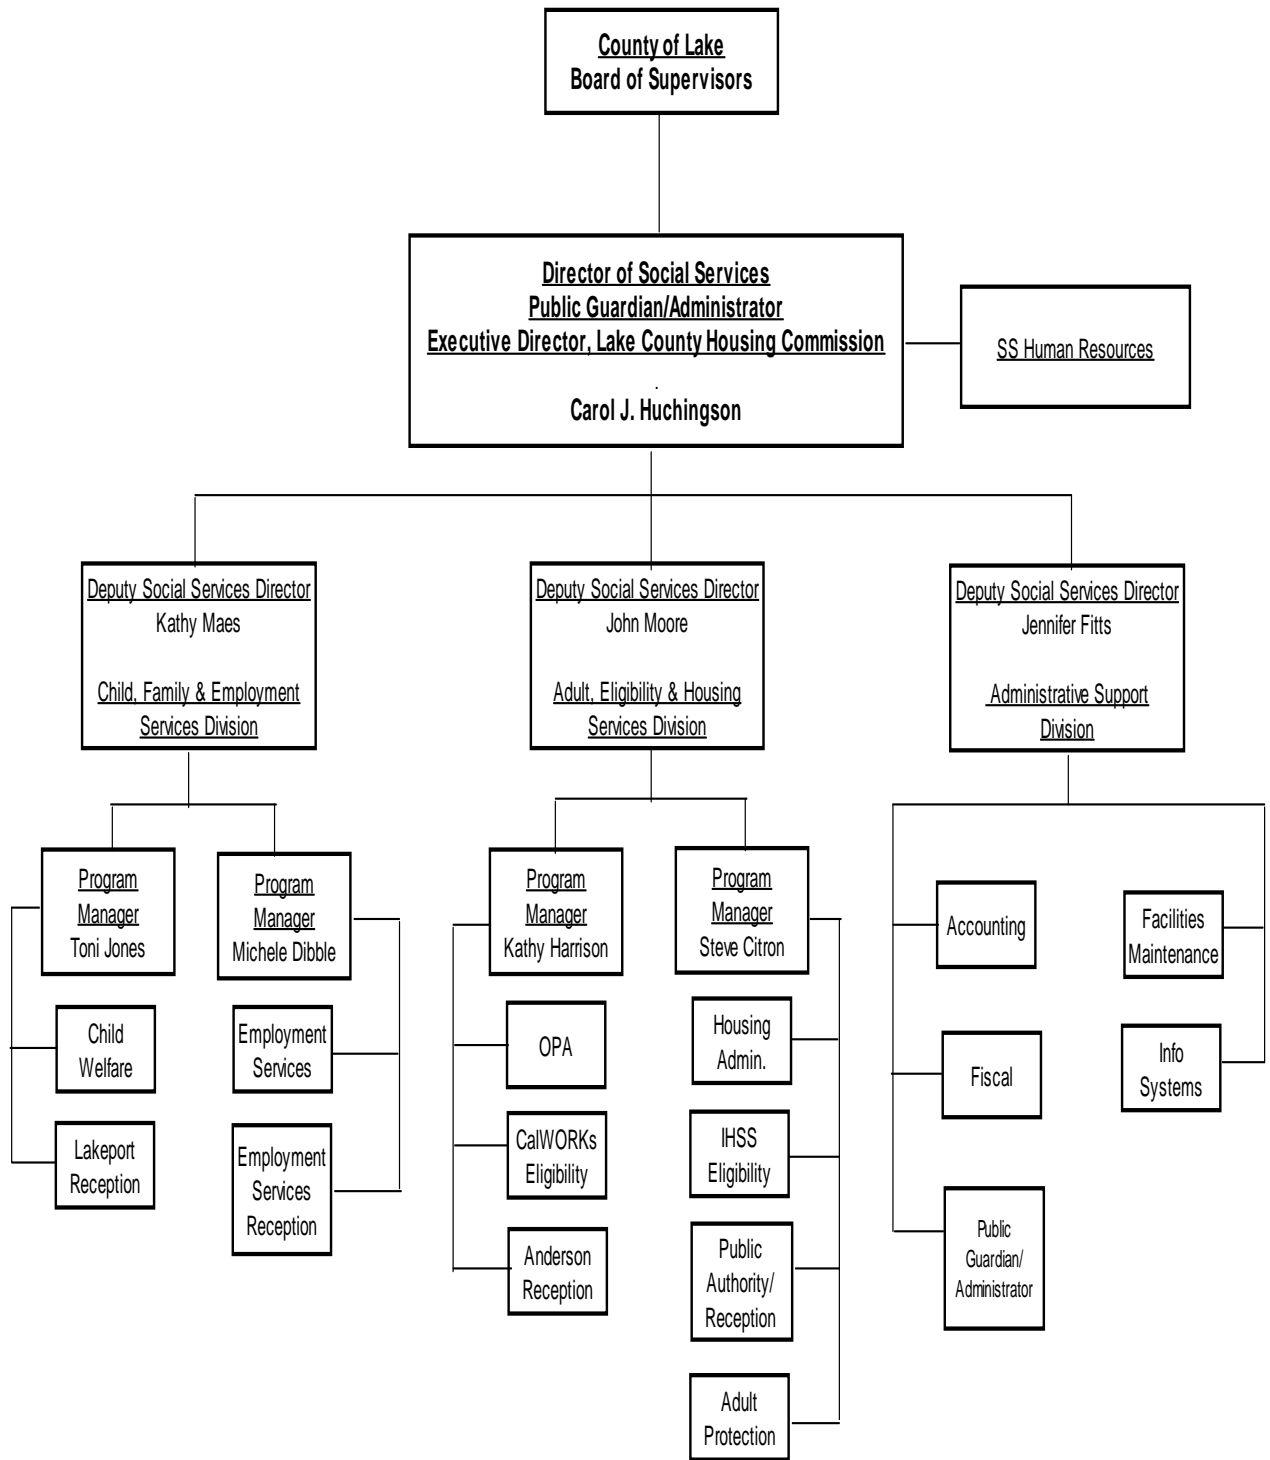 County of Lake
Board of Supervisors
Director of Social Services
Public Guardian/Administrator
Executive Director, Lake County Housing Commission
.
Carol J. Huchingson
SS Human Resources
Deputy Social Services Director
Kathy Maes
Child, Family & Employment
Services Division
Deputy Social Services Director
John Moore
Adult, Eligibility & Housing
Services Division
Deputy Social Services Director
Jennifer Fitts
Administrative Support
Division
Program
Manager
Toni Jones
Child
Welfare
Lakeport
Reception
Program
Manager
Michele Dibble
Employment
Services
Employment
Services
Reception
Program
Manager
Kathy Harrison
OPA
CalWORKs
Eligibility
Anderson
Reception
Program
Manager
Steve Citron
Housing
Admin.
IHSS
Eligibility
Public
Authority/
Reception
Adult
Protection
Accounting
Fiscal
Public
Guardian/
Administrator
Facilities
Maintenance
Info
Systems